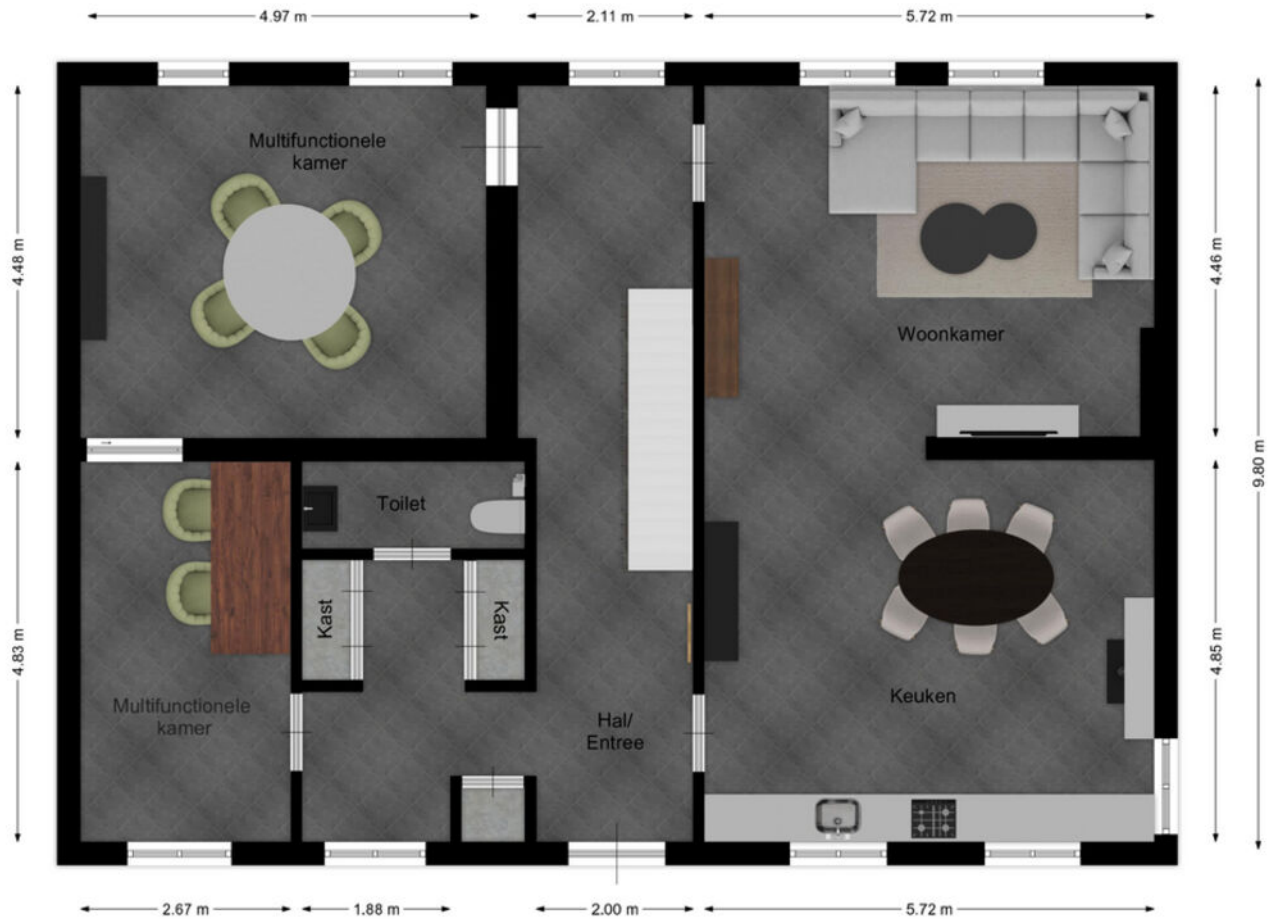 4.97 m
2.11 m
5.72 m
Multifunctionele
kamer
4.48 m
4.46 m
Woonkamer
9.80 m
Toilet
Kast
Kast
4.83 m
4.85 m
Keuken
Multifunctionele
kamer
Hal/
Entree
2.67 m
1.88 m
2.00 m
5.72 m